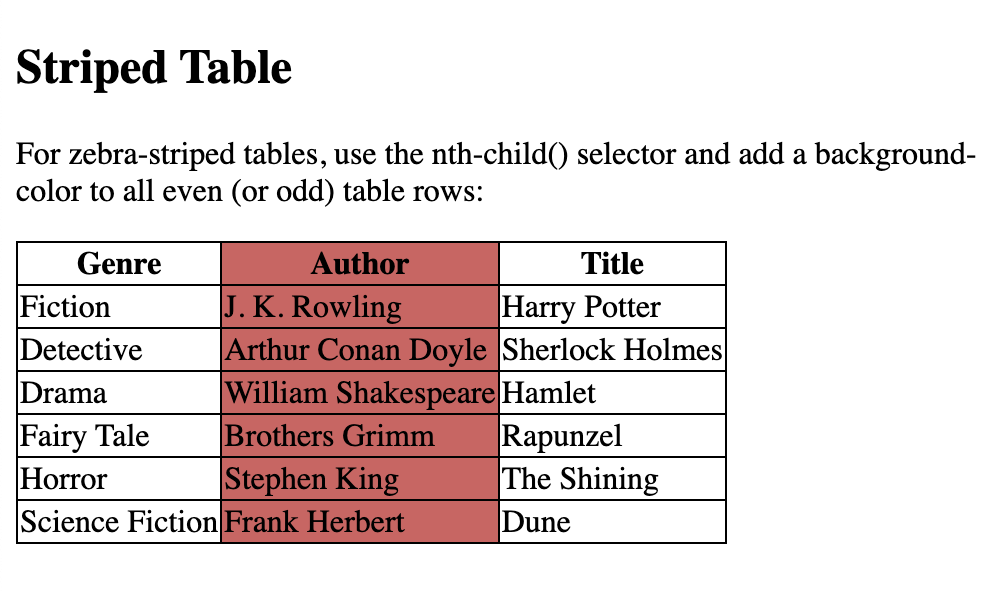 Striped Table
For zebra-striped tables, use the nth-child() selector and add a background-
color to all even (or odd) table rows:
Genre Author Title
Fiction J. K. Rowling Harry Potter
Detective Arthur Conan Doyle Sherlock Holmes
Drama William Shakespeare Hamlet
Fairy Tale Brothers Grimm Rapunzel
Horror Stephen King The Shining
Science Fiction Frank Herbert Dune